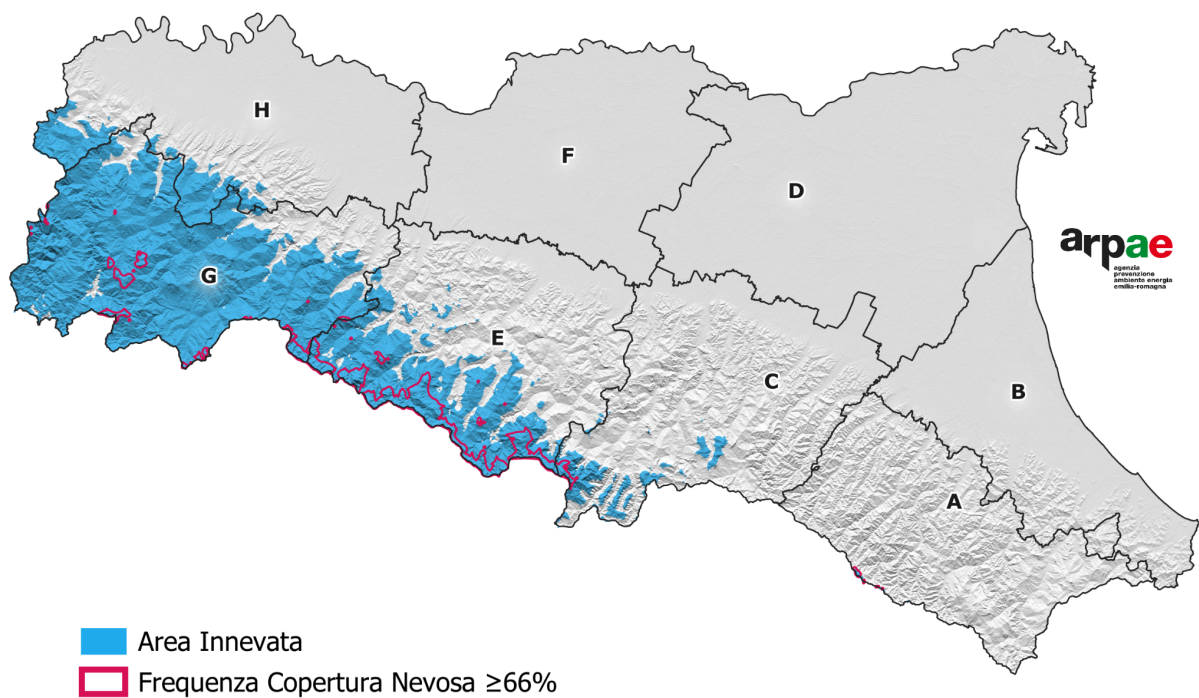 H
F
D
arpae
agenzia
prevenzione
ambiente energia
emilia-romagna
G
E
C
B
A
Area Innevata
Frequenza Copertura Nevosa ≥66%